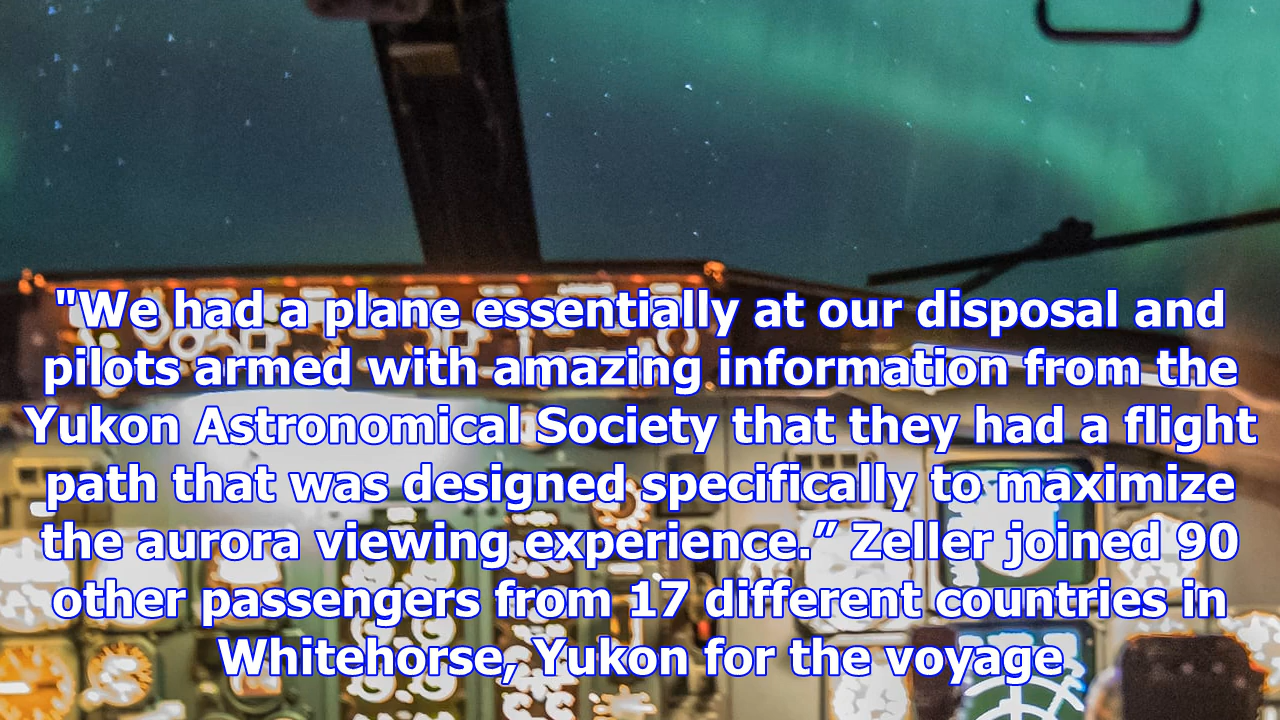 "We had a plane essentially at our disposal and
pilots armed with amazing information from the
Yukon Astronomical Society that they had a flight
path that was designed specifically to maximize
the aurora viewing experience.” Zeller joined 90
other passengers from 17 different countries in
Whitehorse, Yukon for the voyage